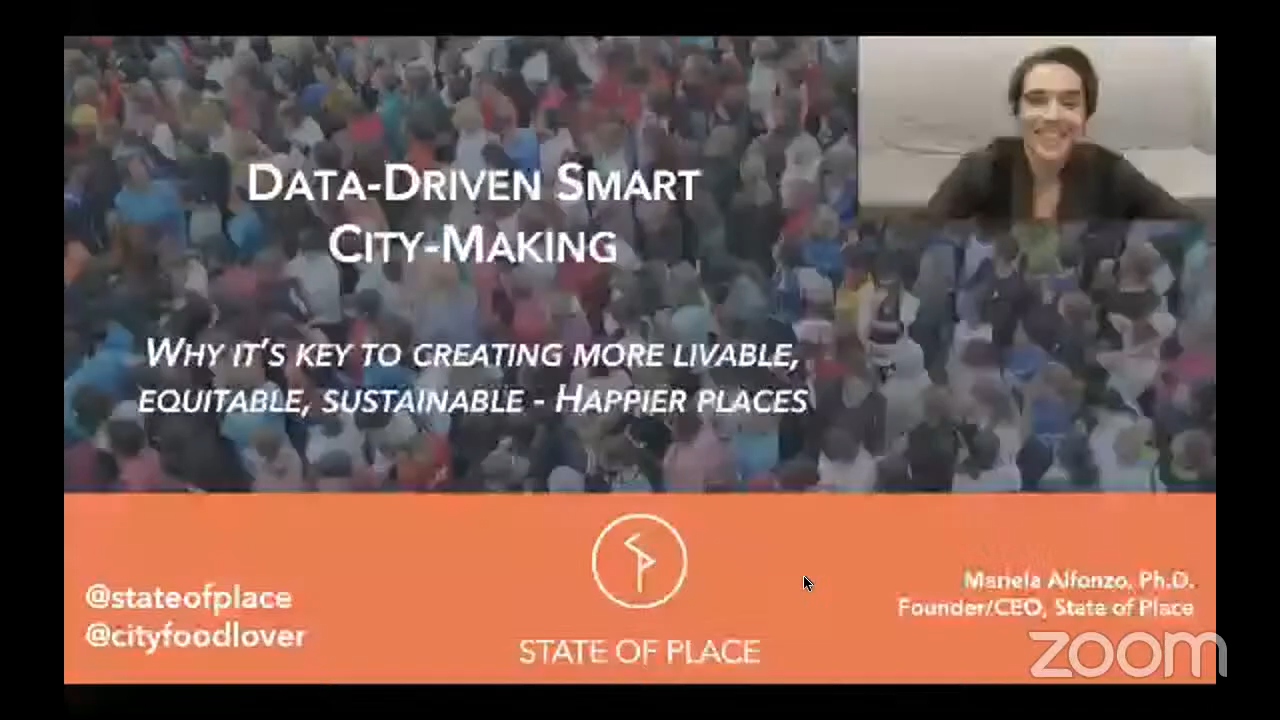 DATA-DRIVEN SMART
CITY-MAKING
WHY IT'S KEY TO CREATING MORE LIVABLE,
EQUITABLE, SUSTAINABLE - HAPPIER PLACES
@stateofplace
@cityfoodlover
STATE OF PLACE
Mariela Alfonzo, Ph.D.
Founder/CEO, State of Place
zoom